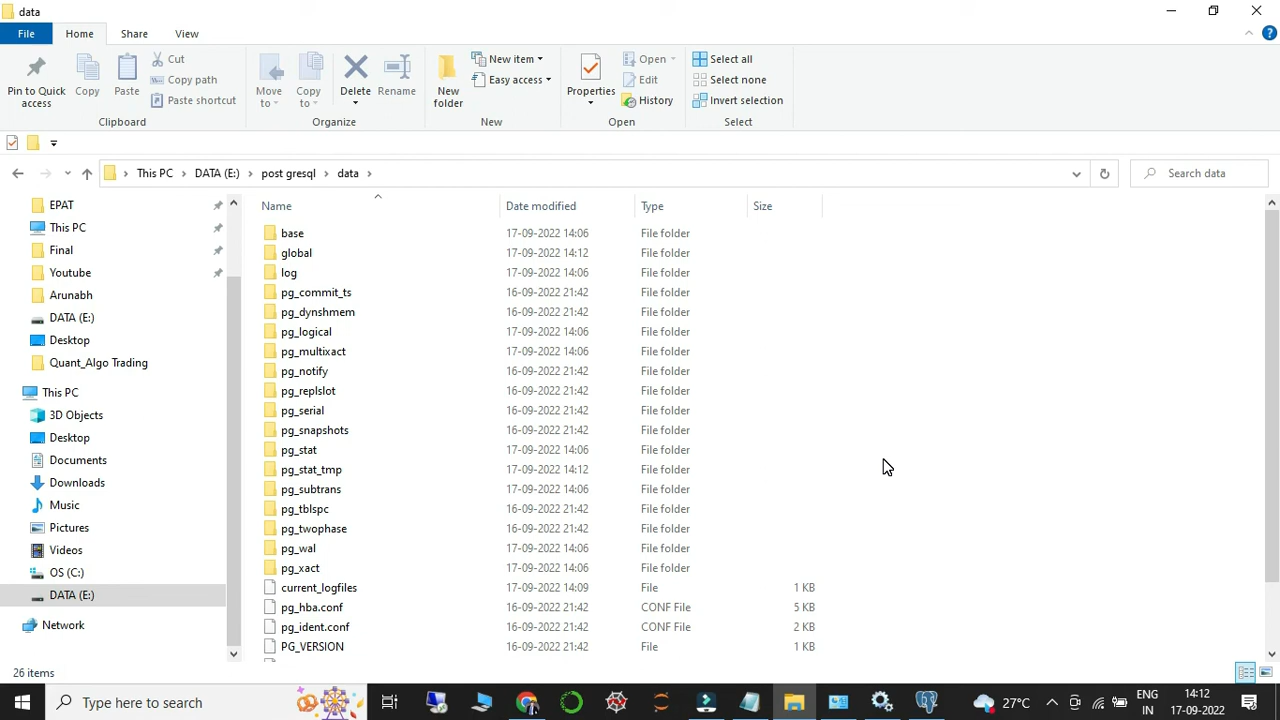 data
File Home Share View
Pin to Quick access
Copy
Paste
Cut
Copy path
Paste shortcut
Clipboard
Move to
Copy to
Delete
Rename
Organize
New folder
New item
Easy access
New
Properties
Open
Edit
History
Open
Select all
Select none
Invert selection
Select
This PC DATA (E:) post gresql data
Search data
EPAT
This PC
Final
Youtube
Arunabh
DATA (E:)
Desktop
Quant_Algo Trading
This PC
3D Objects
Desktop
Documents
Downloads
Music
Pictures
Videos
OS (C:)
DATA (E:)
Network
Name Date modified Type Size
base 17-09-2022 14:06 File folder
global 17-09-2022 14:12 File folder
log 17-09-2022 14:06 File folder
pg_commit_ts 16-09-2022 21:42 File folder
pg_dynshmem 16-09-2022 21:42 File folder
pg_logical 17-09-2022 14:06 File folder
pg_multixact 17-09-2022 14:06 File folder
pg_notify 16-09-2022 21:42 File folder
pg_replslot 16-09-2022 21:42 File folder
pg_serial 16-09-2022 21:42 File folder
pg_snapshots 16-09-2022 21:42 File folder
pg_stat 17-09-2022 14:06 File folder
pg_stat_tmp 17-09-2022 14:12 File folder
pg_subtrans 17-09-2022 14:06 File folder
pg_tblspc 16-09-2022 21:42 File folder
pg_twophase 16-09-2022 21:42 File folder
pg_wal 17-09-2022 14:06 File folder
pg_xact 17-09-2022 14:06 File folder
current_logfiles 17-09-2022 14:09 File 1 KB
pg_hba.conf 16-09-2022 21:42 CONF File 5 KB
pg_ident.conf 16-09-2022 21:42 CONF File 2 KB
PG_VERSION 16-09-2022 21:42 File 1 KB
26 items
Type here to search
27°C
ENG
IN
14:12
17-09-2022